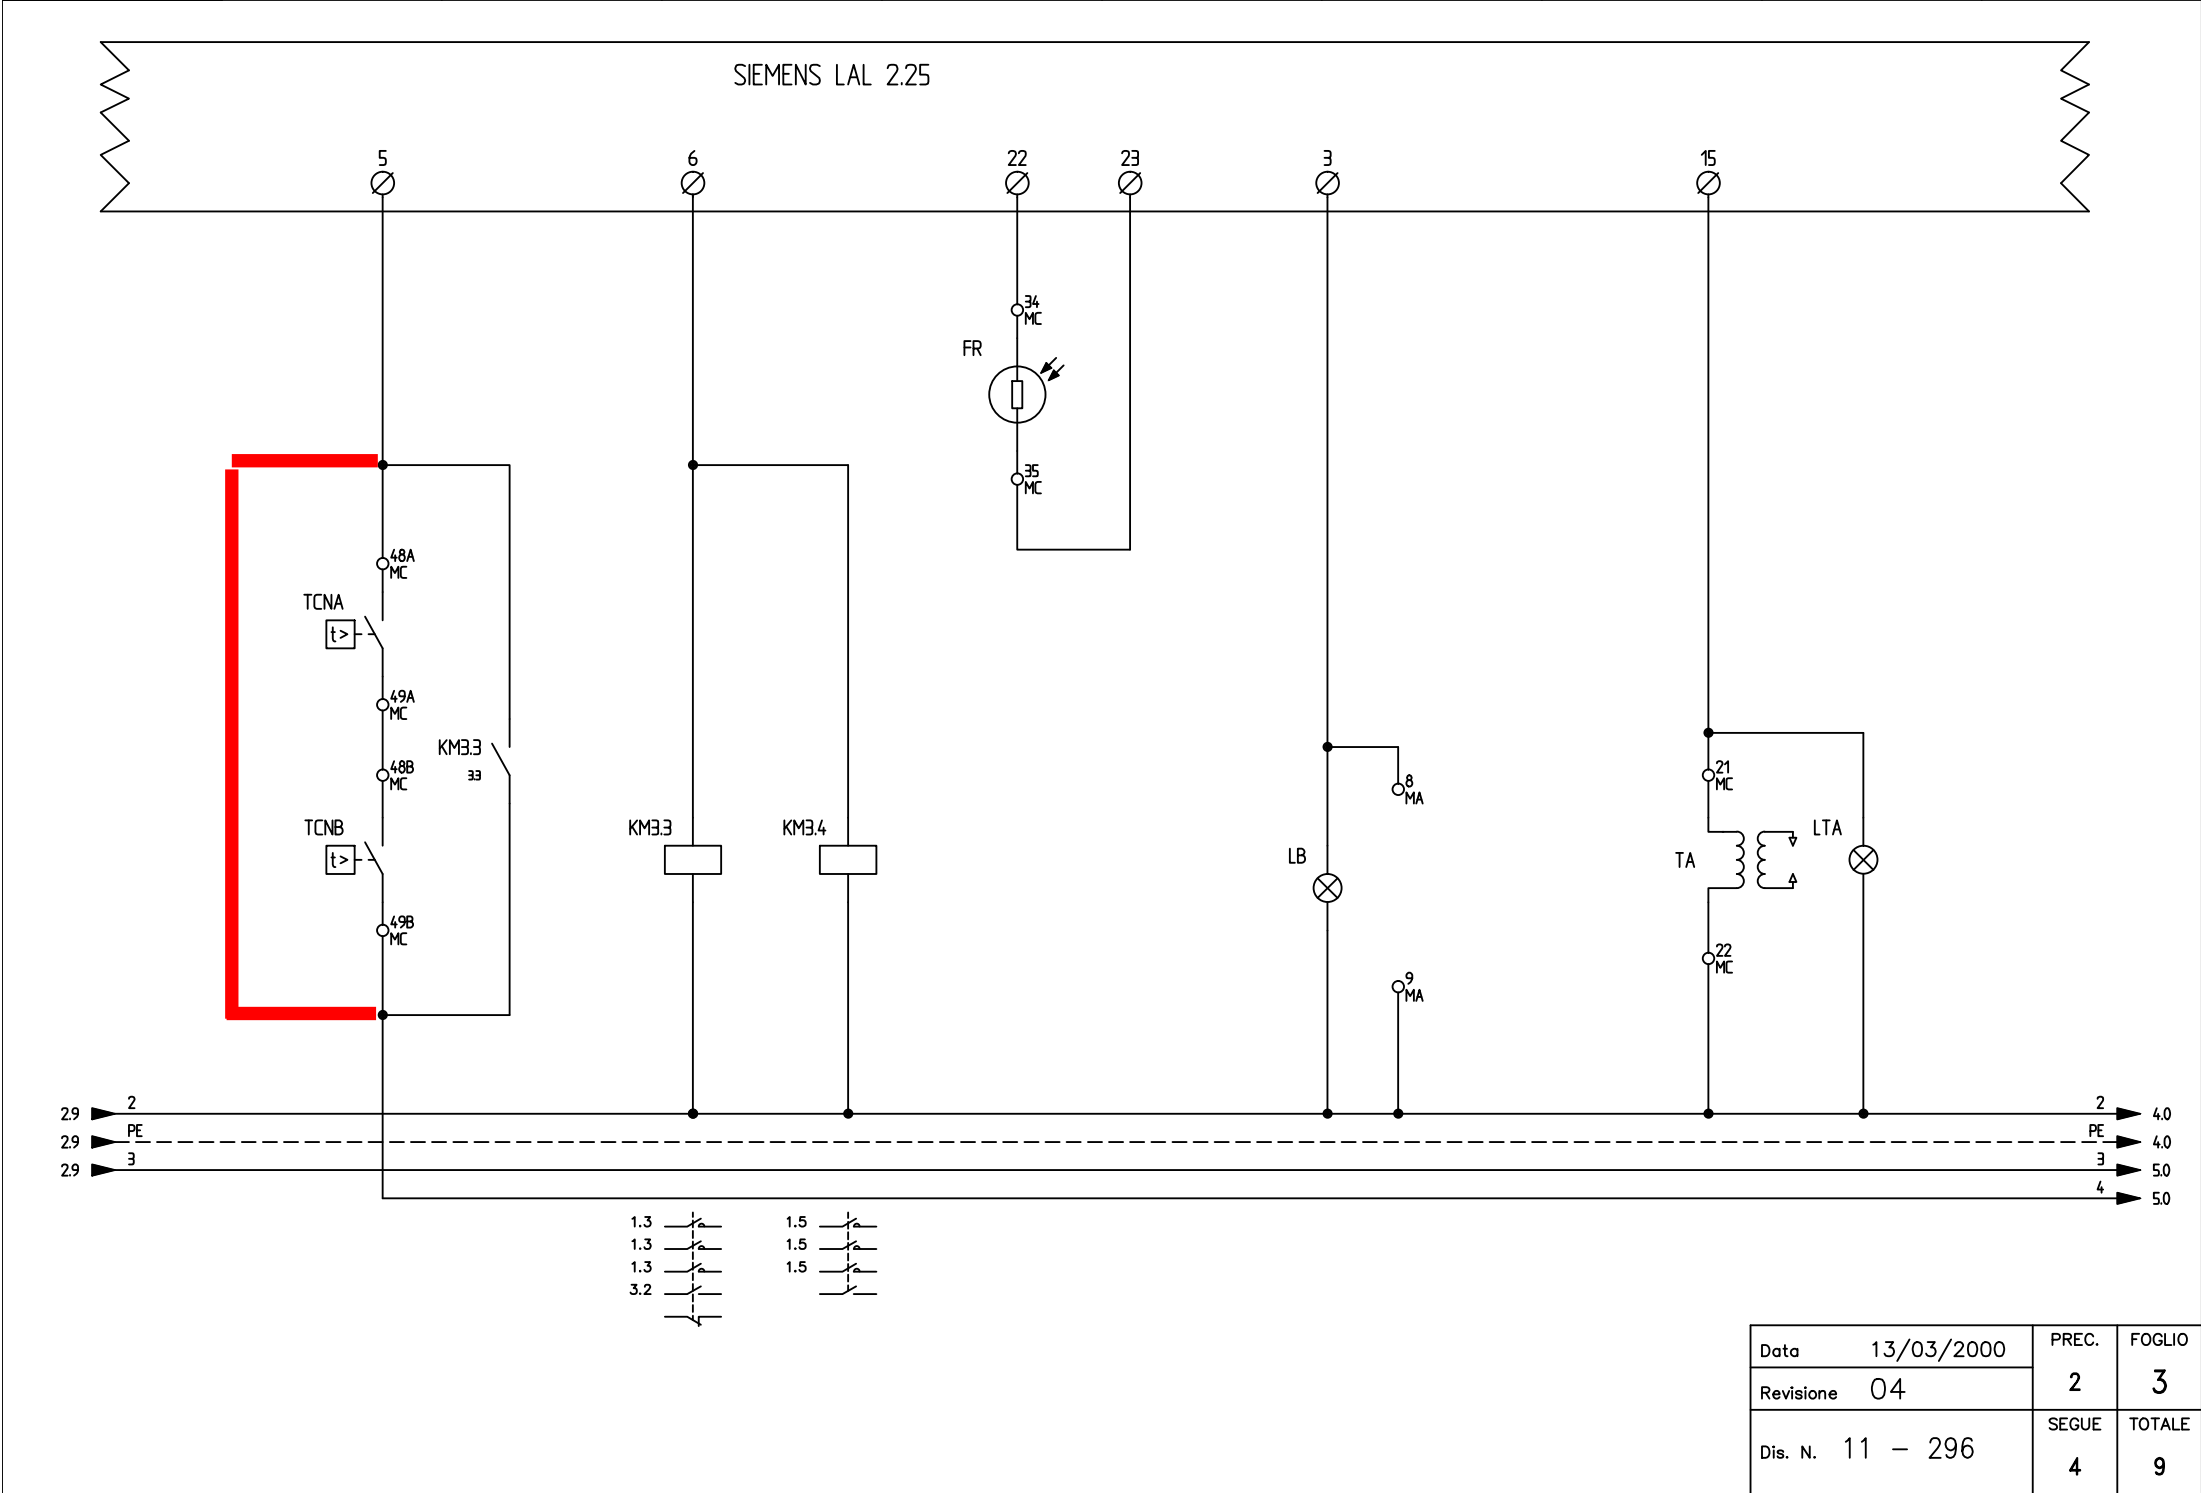 SIEMENS LAL 2.25
5
6
22
23
3
15
34
MC
FR
35
MC
48A
MC
TCNA
t>
49A
MC
KM3.3
3.3
48B
MC
TCNB
t>
49B
MC
KM3.3
KM3.4
8
MA
LB
9
MA
21
MC
TA
LTA
22
MC
2.9 2 2 4.0
2.9 PE PE 4.0
2.9 3 3 5.0
4 5.0
1.3 1.5
1.3 1.5
1.3 1.5
3.2
Data 13/03/2000 PREC. FOGLIO
2 3
Revisione 04
SEGUE TOTALE
Dis. N. 11 - 296
4 9